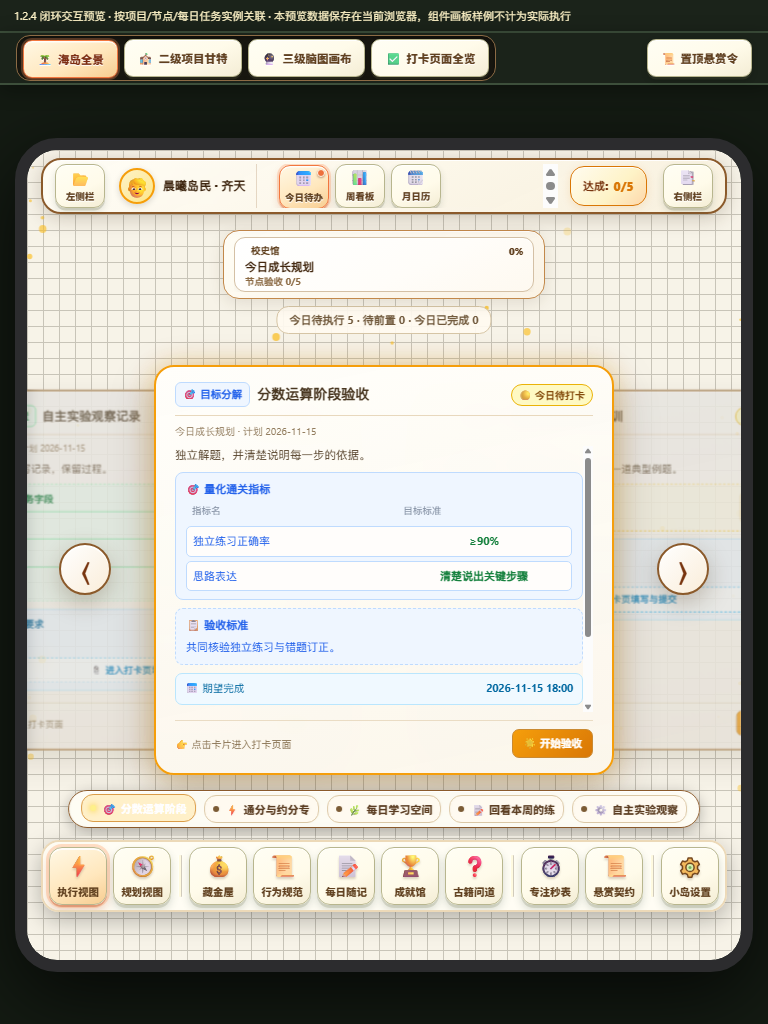 1.2.4 闭环交互预览 · 按项目/节点/每日任务实例关联 · 本预览数据保存在当前浏览器，组件画板样例不计为实际执行
海岛全景
二级项目甘特
三级脑图画布
打卡页面全览
置顶悬赏令
左侧栏
晨曦岛民 · 齐天
今日待办
周看板
月日历
达成: 0/5
右侧栏
校史馆
0%
今日成长规划
节点验收 0/5
今日待执行 5 · 待前置 0 · 今日已完成 0
自主实验观察记录
训
目标分解
分数运算阶段验收
今日待打卡
划 2026-11-15
今日成长规划 · 计划 2026-11-15
记录，保留过程。
独立解题，并清楚说明每一步的依据。
一道典型例题。
量化通关指标
务字段
指标名
目标标准
独立练习正确率
≥90%
思路表达
清楚说出关键步骤
卡页填写与提交
验收标准
要求
共同核验独立练习与错题订正。
进入打卡页
期望完成
2026-11-15 18:00
打卡页面
点击卡片进入打卡页面
开始验收
分数运算阶段
通分与约分专
每日学习空间
回看本周的练
自主实验观察
执行视图
规划视图
藏金屋
行为规范
每日随记
成就馆
古籍问道
专注秒表
悬赏契约
小岛设置